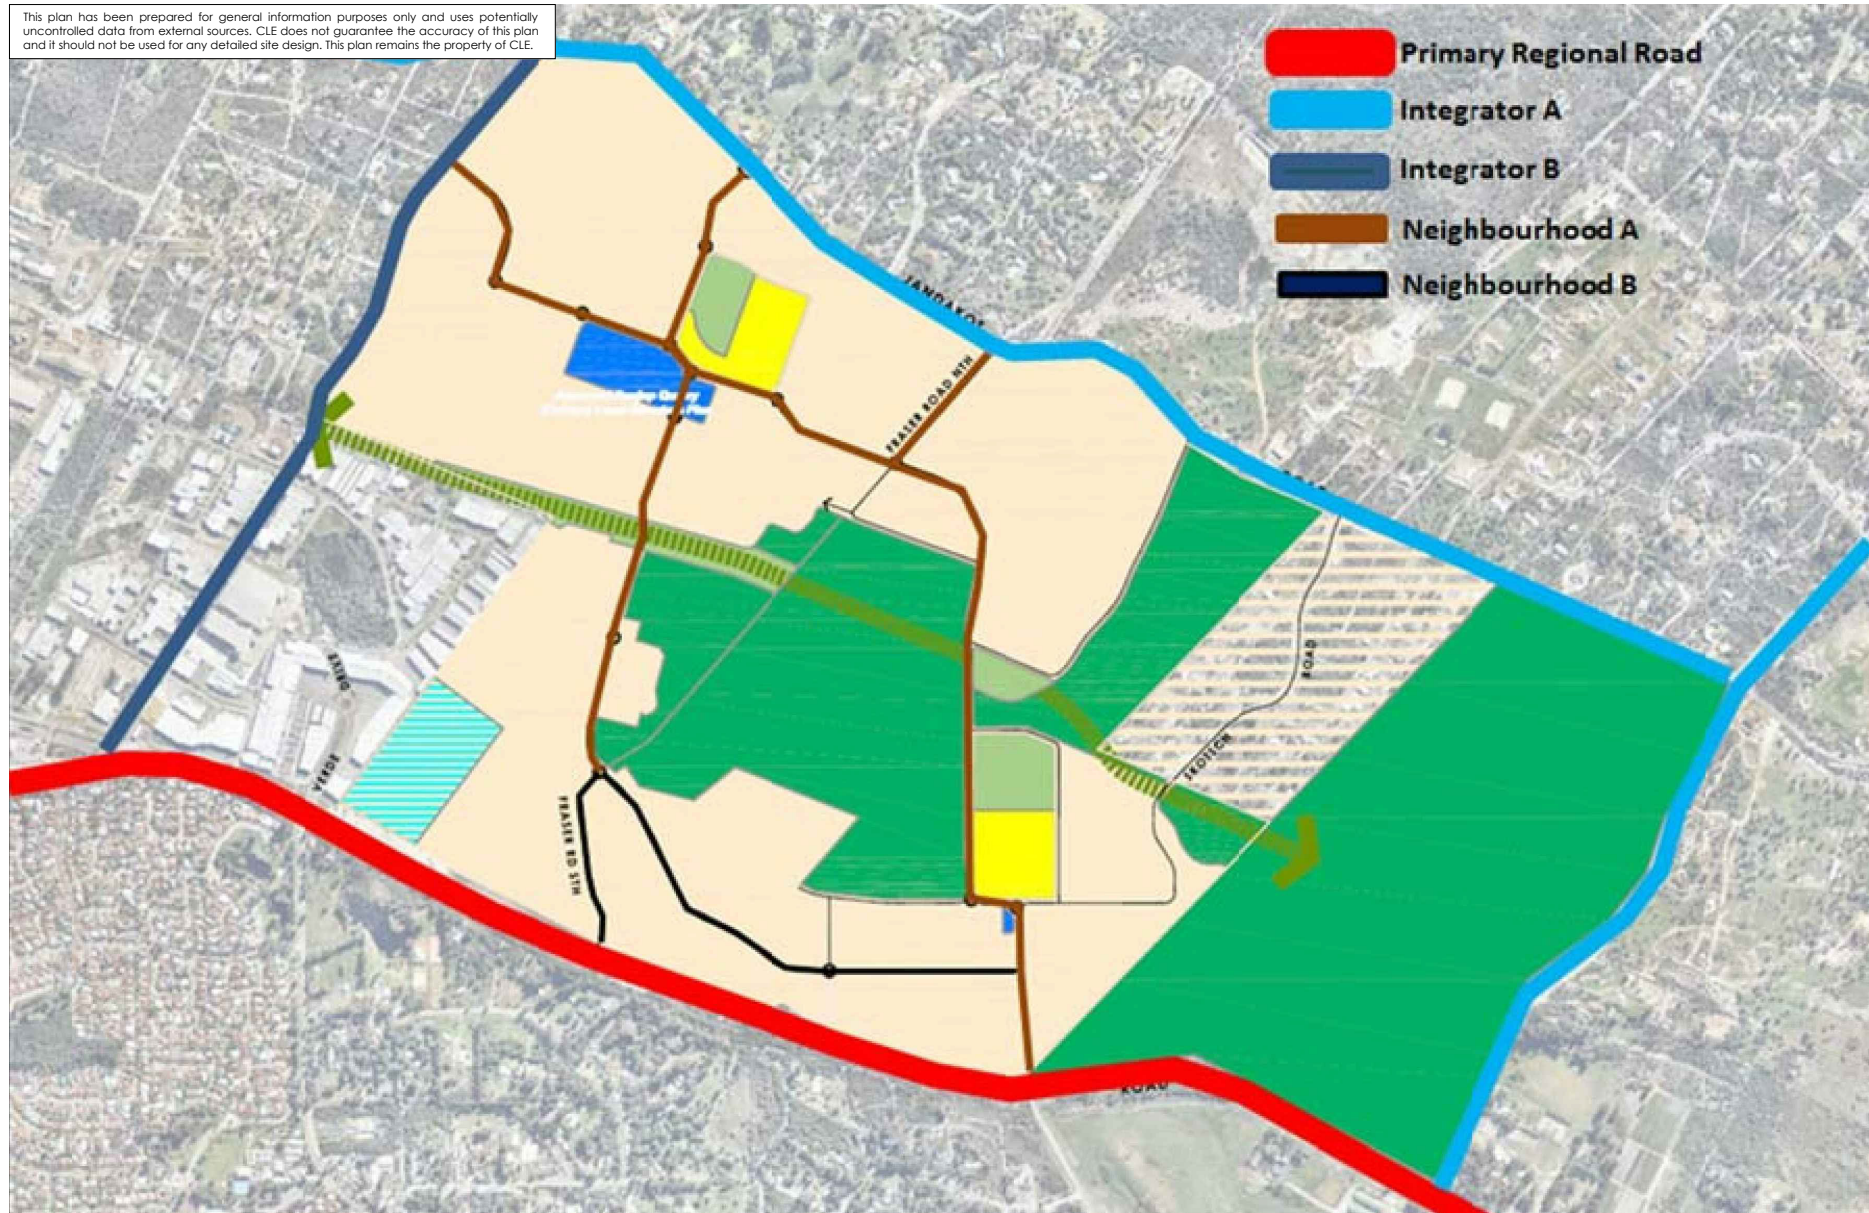 This plan has been prepared for general information purposes only and uses potentially
uncontrolled data from external sources. CLE does not guarantee the accuracy of this plan
and it should not be used for any detailed site design. This plan remains the property of CLE.
Primary Regional Road
Integrator A
Integrator B
Neighbourhood A
Neighbourhood B
JANDAKOT
FRASER ROAD NTH
ROAD
ROAD
SKOTSCH
DRIVE
VERDE
FRASER RD STH
ROAD